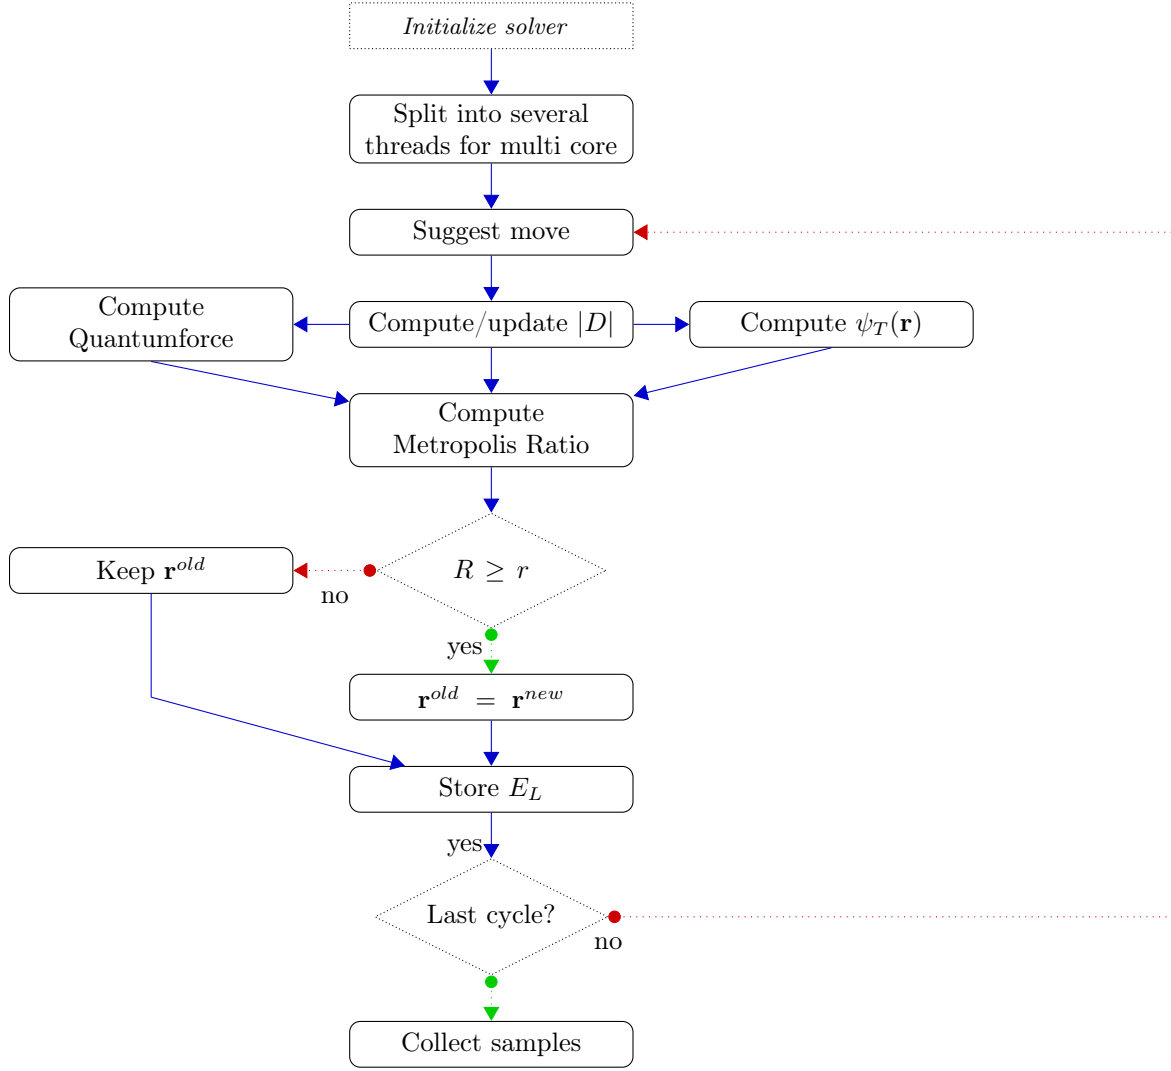 Initialize solver
Split into several
threads for multi core
Suggest move
Compute
Quantumforce
Compute/update |D|
Compute ψ_T(𝐫)
Compute
Metropolis Ratio
R ≥ r
Keep 𝐫^{old}
no
yes
𝐫^{old} = 𝐫^{new}
Store E_L
yes
Last cycle?
no
Collect samples